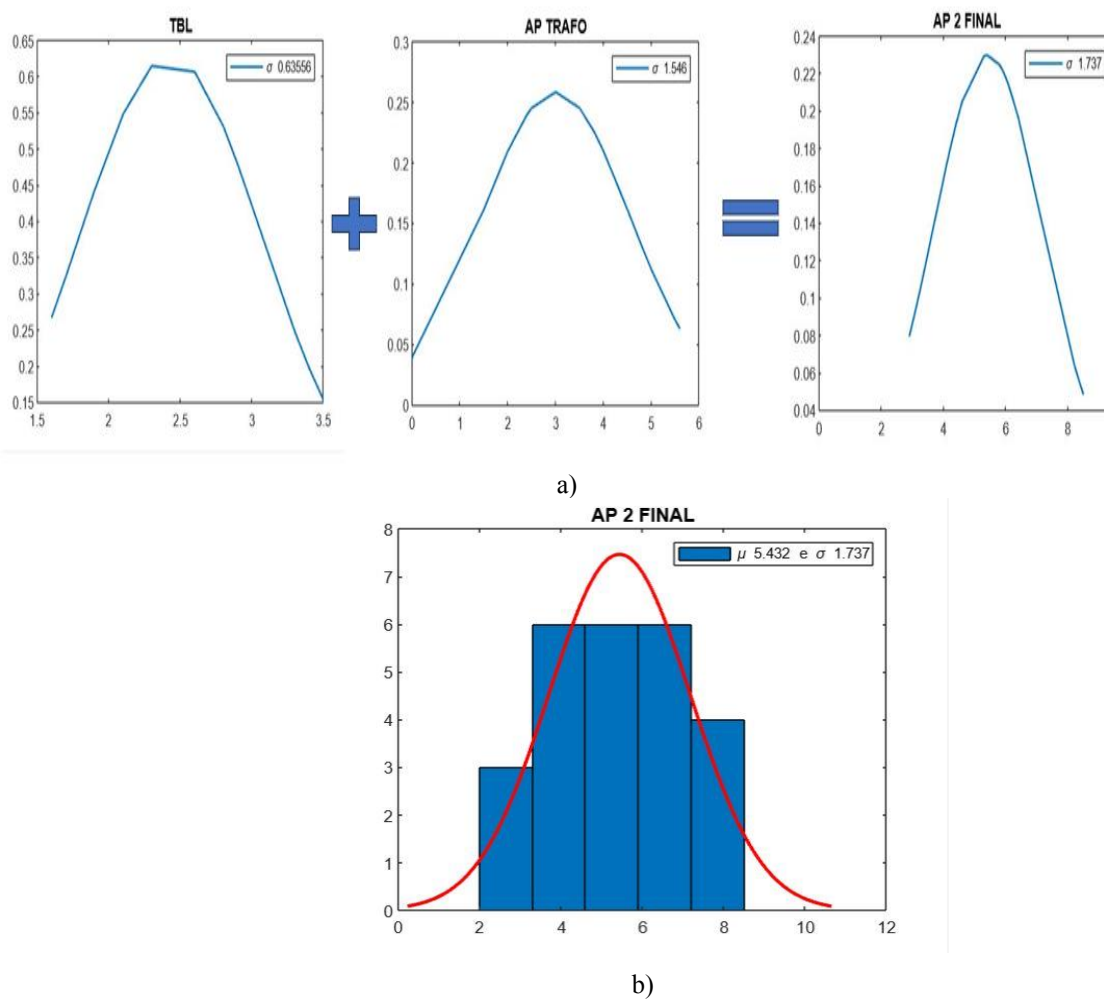 TBL
σ 0.63556
0.65
0.6
0.55
0.5
0.45
0.4
0.35
0.3
0.25
0.2
0.15
1.5 2 2.5 3 3.5
AP TRAFO
σ 1.546
0.3
0.25
0.2
0.15
0.1
0.05
0
0 1 2 3 4 5 6
AP 2 FINAL
σ 1.737
0.24
0.22
0.2
0.18
0.16
0.14
0.12
0.1
0.08
0.06
0.04
0 2 4 6 8
a)
AP 2 FINAL
μ 5.432 e σ 1.737
8
7
6
5
4
3
2
1
0
0 2 4 6 8 10 12
b)